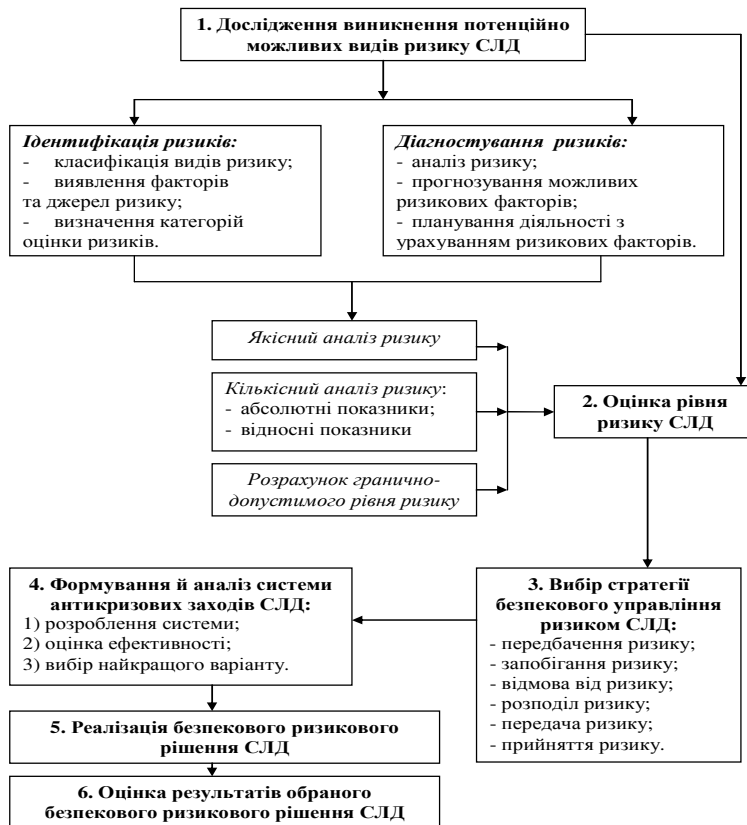 1. Дослідження виникнення потенційно
можливих видів ризику СЛД
Ідентифікація ризиків:
- класифікація видів ризику;
- виявлення факторів
та джерел ризику;
- визначення категорій
оцінки ризиків.
Діагностування ризиків:
- аналіз ризику;
- прогнозування можливих
ризикових факторів;
- планування діяльності з
урахуванням ризикових факторів.
Якісний аналіз ризику
Кількісний аналіз ризику:
- абсолютні показники;
- відносні показники
Розрахунок гранично-
допустимого рівня ризику
2. Оцінка рівня
ризику СЛД
3. Вибір стратегії
безпекового управління
ризиком СЛД:
- передбачення ризику;
- запобігання ризику;
- відмова від ризику;
- розподіл ризику;
- передача ризику;
- прийняття ризику.
4. Формування й аналіз системи
антикризових заходів СЛД:
1) розроблення системи;
2) оцінка ефективності;
3) вибір найкращого варіанту.
5. Реалізація безпекового ризикового
рішення СЛД
6. Оцінка результатів обраного
безпекового ризикового рішення СЛД